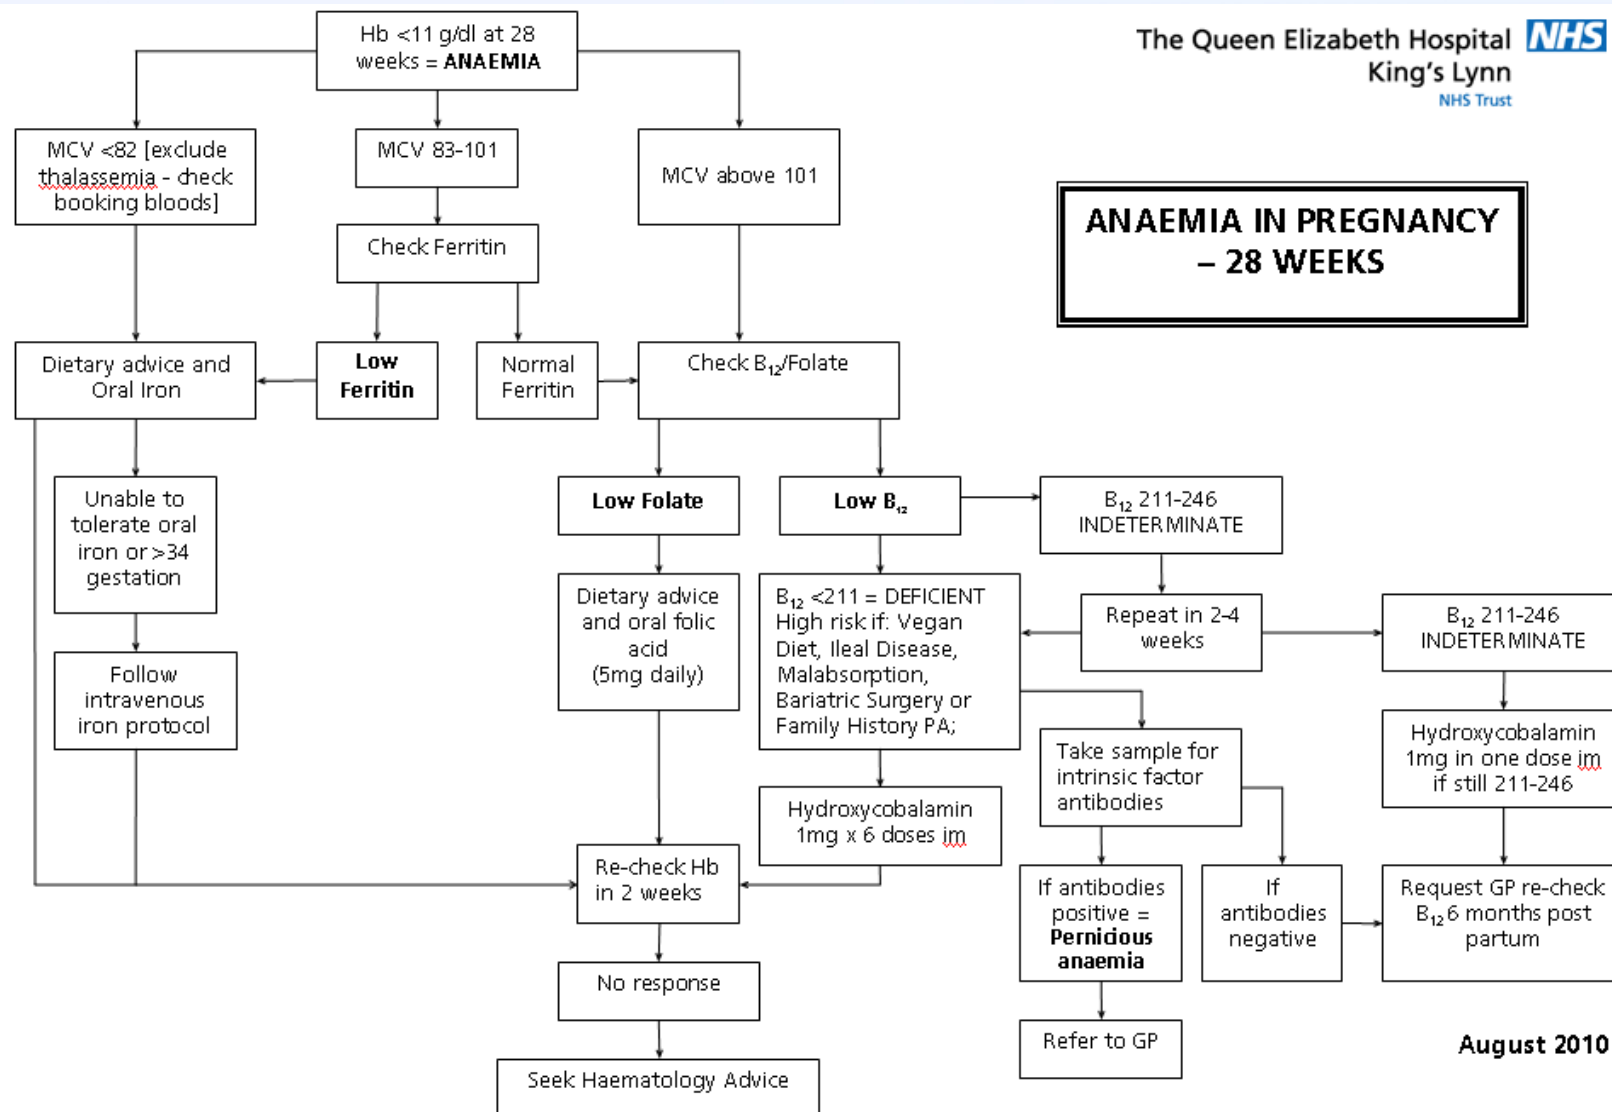 Hb <11 g/dl at 28
weeks = ANAEMIA
The Queen Elizabeth Hospital NHS
King's Lynn
NHS Trust
MCV <82 [exclude
thalassemia - check
booking bloods]
MCV 83-101
MCV above 101
ANAEMIA IN PREGNANCY
– 28 WEEKS
Check Ferritin
Dietary advice and
Oral Iron
Low
Ferritin
Normal
Ferritin
Check B12/Folate
Unable to
tolerate oral
iron or >34
gestation
Low Folate
Low B12
B12 211-246
INDETERMINATE
Follow
intravenous
iron protocol
Dietary advice
and oral folic
acid
(5mg daily)
B12 <211 = DEFICIENT
High risk if: Vegan
Diet, Ileal Disease,
Malabsorption,
Bariatric Surgery or
Family History PA;
Repeat in 2-4
weeks
B12 211-246
INDETERMINATE
Take sample for
intrinsic factor
antibodies
Hydroxycobalamin
1mg in one dose im
if still 211-246
Hydroxycobalamin
1mg x 6 doses im
Re-check Hb
in 2 weeks
If antibodies
positive =
Pernicious
anaemia
If
antibodies
negative
Request GP re-check
B12 6 months post
partum
No response
Refer to GP
Seek Haematology Advice
August 2010